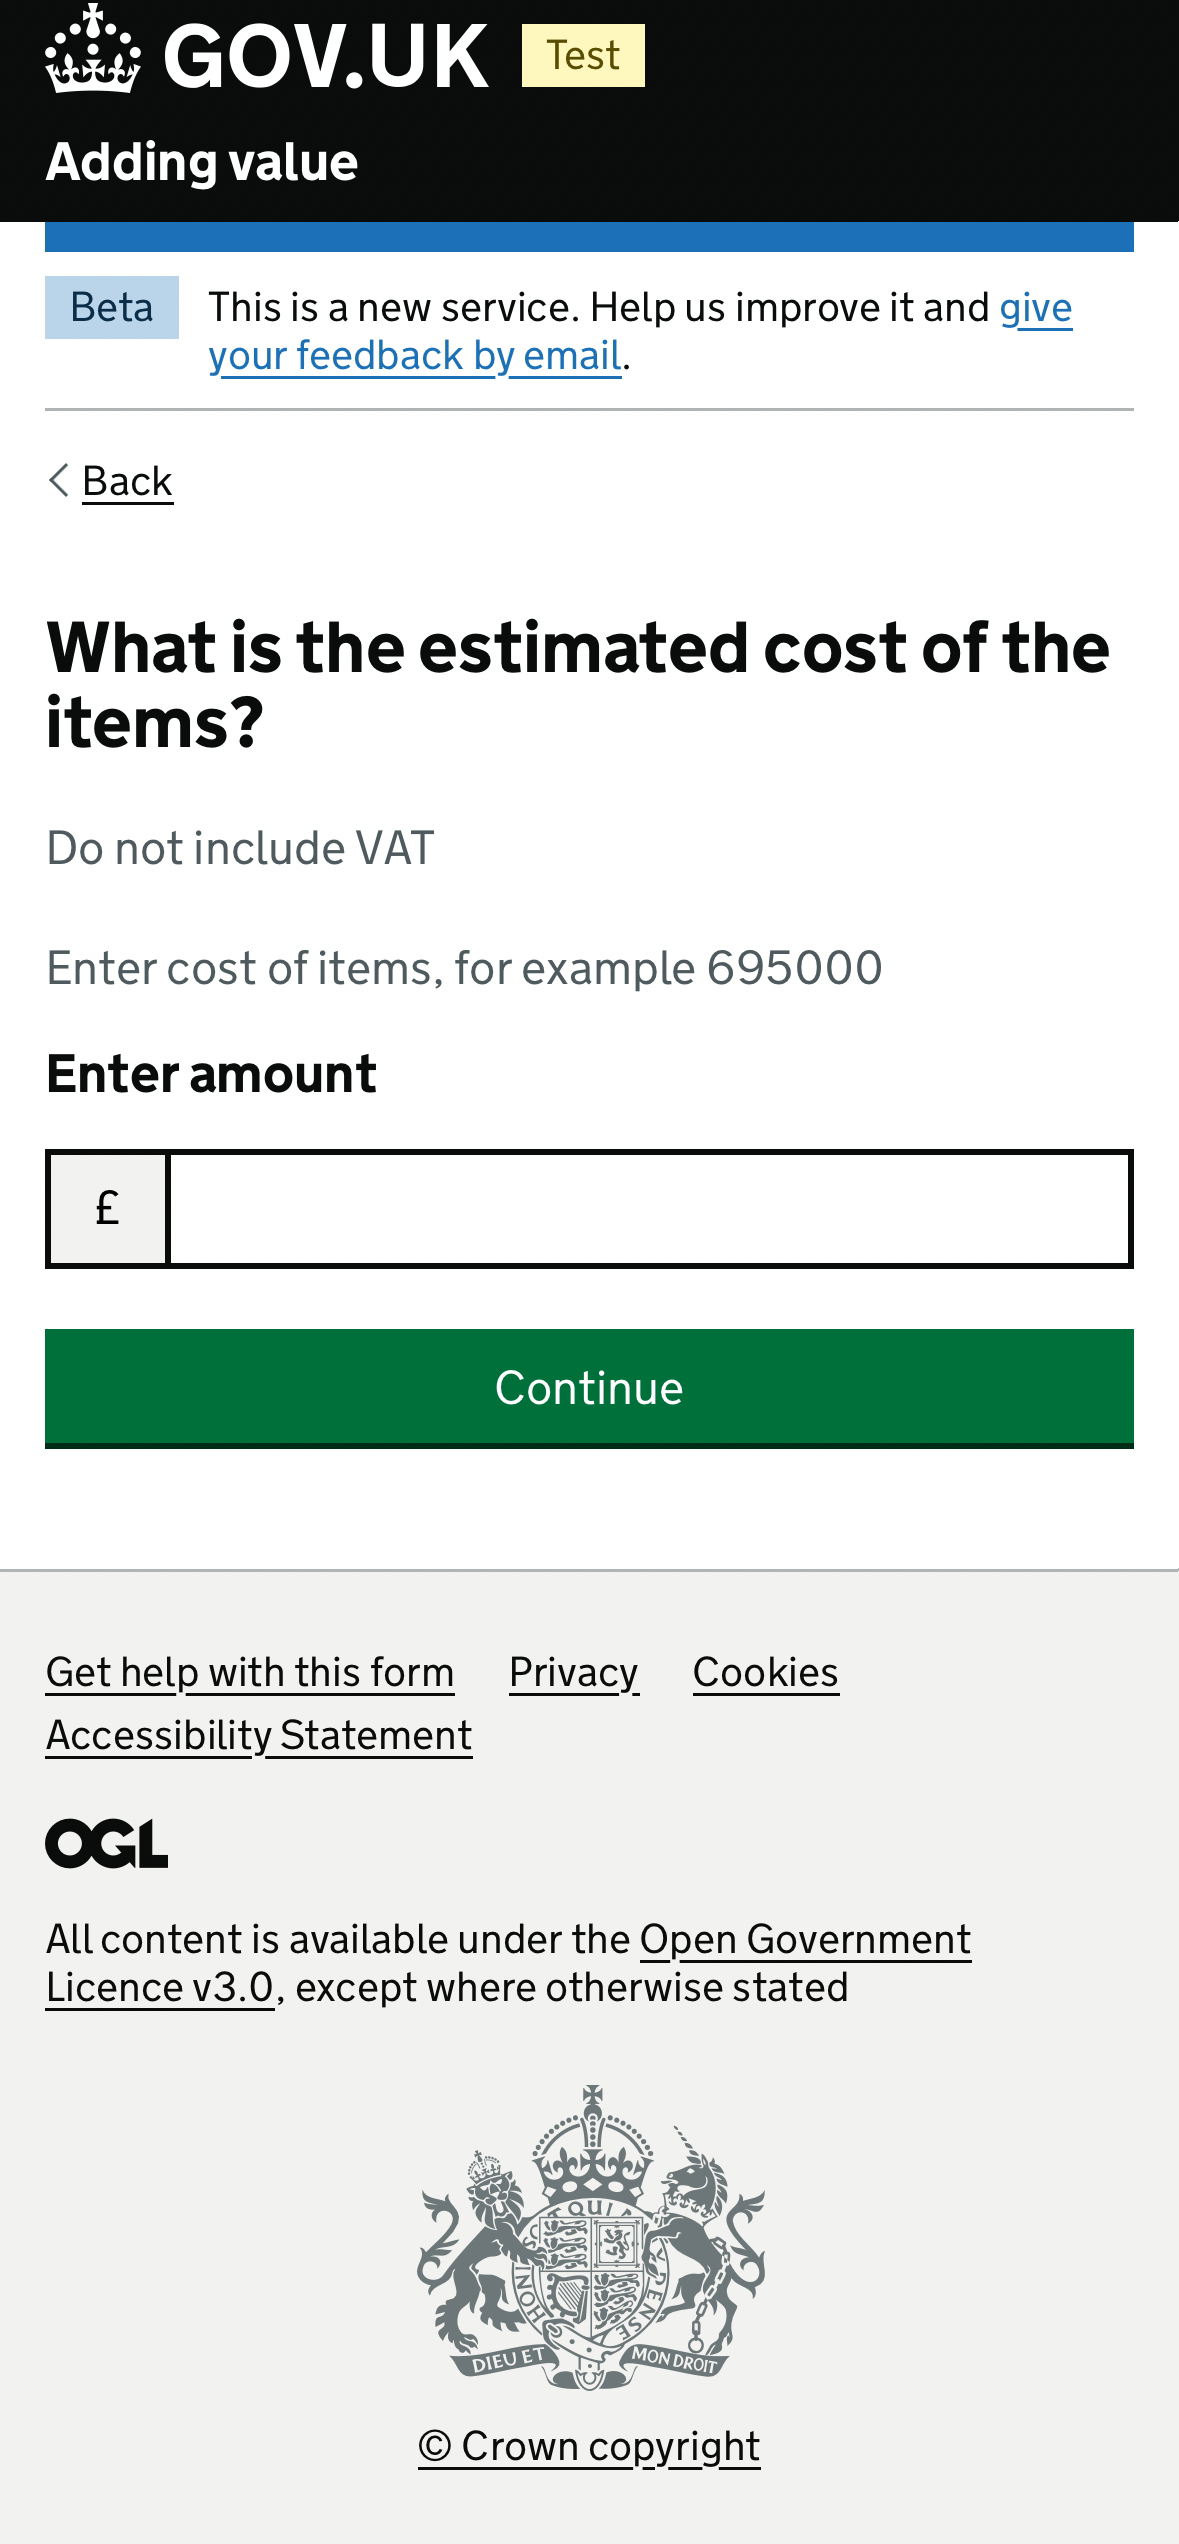 GOV.UK Test
Adding value
Beta This is a new service. Help us improve it and give
your feedback by email.
Back
What is the estimated cost of the
items?
Do not include VAT
Enter cost of items, for example 695000
Enter amount
£
Continue
Get help with this form Privacy Cookies
Accessibility Statement
OGL
All content is available under the Open Government
Licence v3.0, except where otherwise stated
QUI
HONI
PENSE
DIEU ET MON DROIT
© Crown copyright